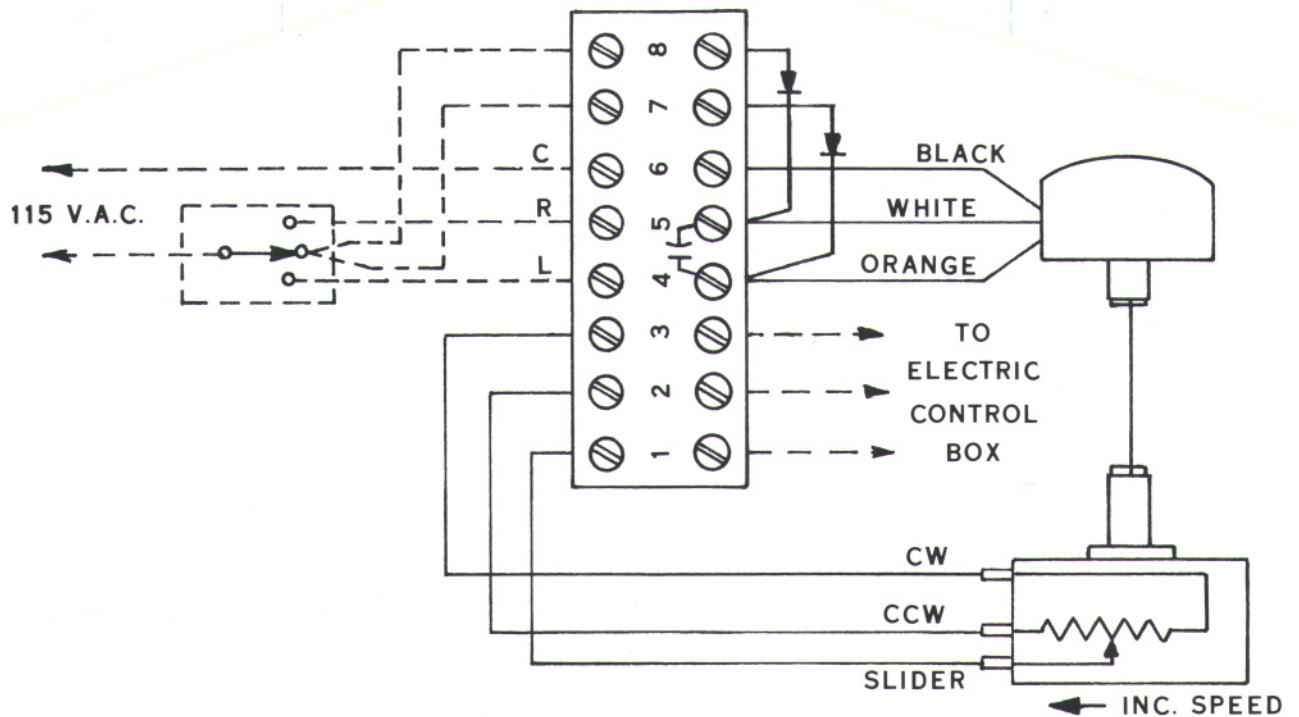 8
7
C
6
BLACK
115 V.A.C.
R
5
WHITE
L
4
ORANGE
3
TO
ELECTRIC
2
CONTROL
1
BOX
CW
CCW
SLIDER
INC. SPEED